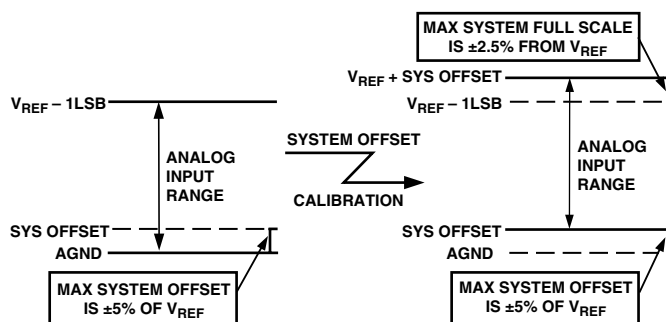 MAX SYSTEM FULL SCALE
IS ±2.5% FROM VREF
VREF + SYS OFFSET
VREF – 1LSB
VREF – 1LSB
SYSTEM OFFSET
CALIBRATION
ANALOG
INPUT
RANGE
ANALOG
INPUT
RANGE
SYS OFFSET
AGND
SYS OFFSET
AGND
MAX SYSTEM OFFSET
IS ±5% OF VREF
MAX SYSTEM OFFSET
IS ±5% OF VREF